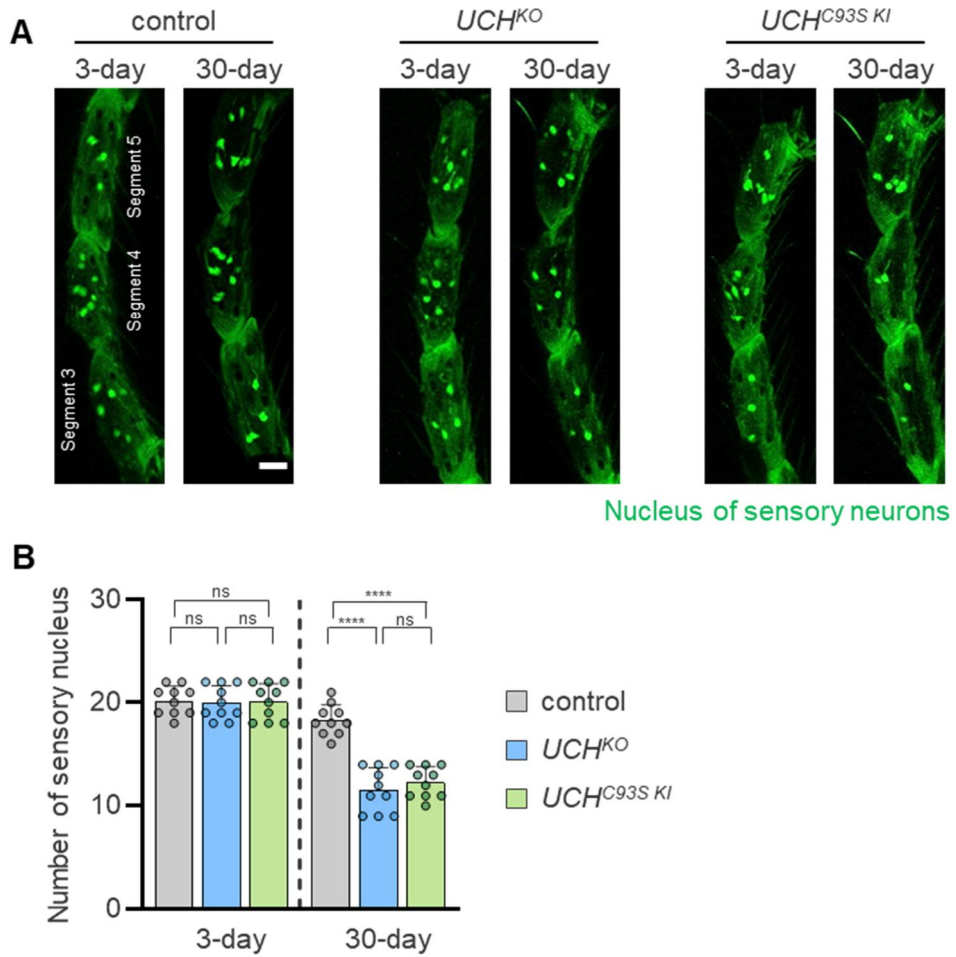 A
control
UCH^KO
UCH^C93S KI
3-day 30-day
3-day 30-day
3-day 30-day
Segment 5
Segment 4
Segment 3
Nucleus of sensory neurons
B
Number of sensory nucleus
30
20
10
0
ns
ns ns
****
**** ns
3-day
30-day
control
UCH^KO
UCH^C93S KI